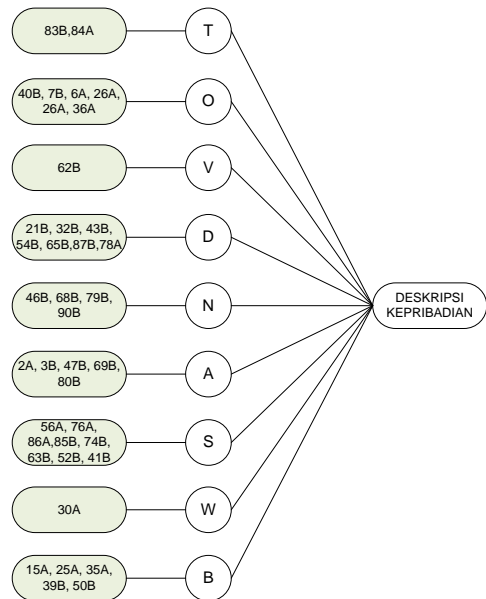 83B,84A
T
40B, 7B, 6A, 26A,
26A, 36A
O
62B
V
21B, 32B, 43B,
54B, 65B,87B,78A
D
46B, 68B, 79B,
90B
N
DESKRIPSI
KEPRIBADIAN
2A, 3B, 47B, 69B,
80B
A
56A, 76A,
86A,85B, 74B,
63B, 52B, 41B
S
30A
W
15A, 25A, 35A,
39B, 50B
B